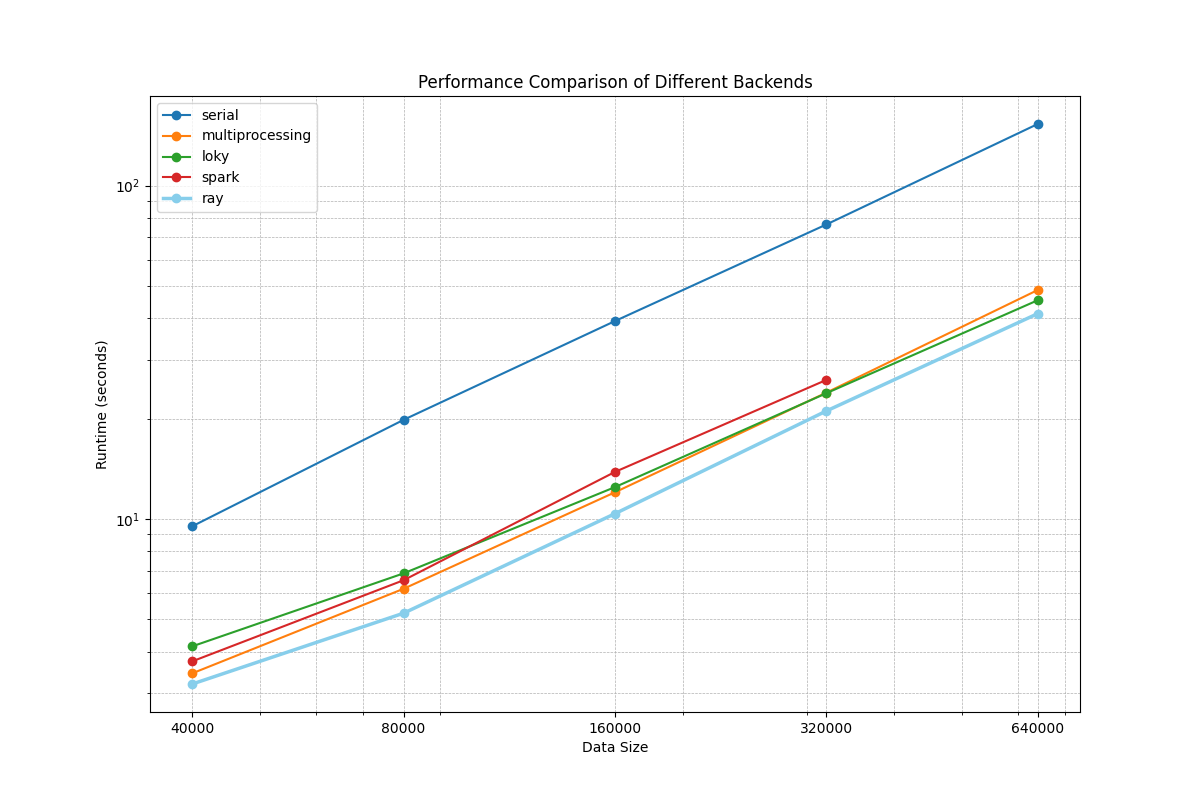 Performance Comparison of Different Backends
serial
multiprocessing
loky
spark
ray
10²
10¹
Runtime (seconds)
40000
80000
160000
320000
640000
Data Size